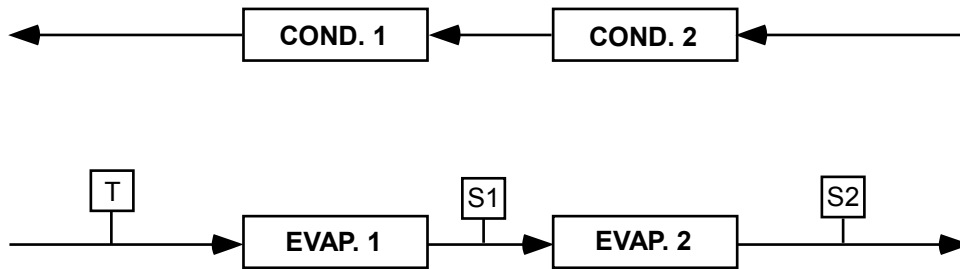 COND. 1
COND. 2
T
S1
S2
EVAP. 1
EVAP. 2